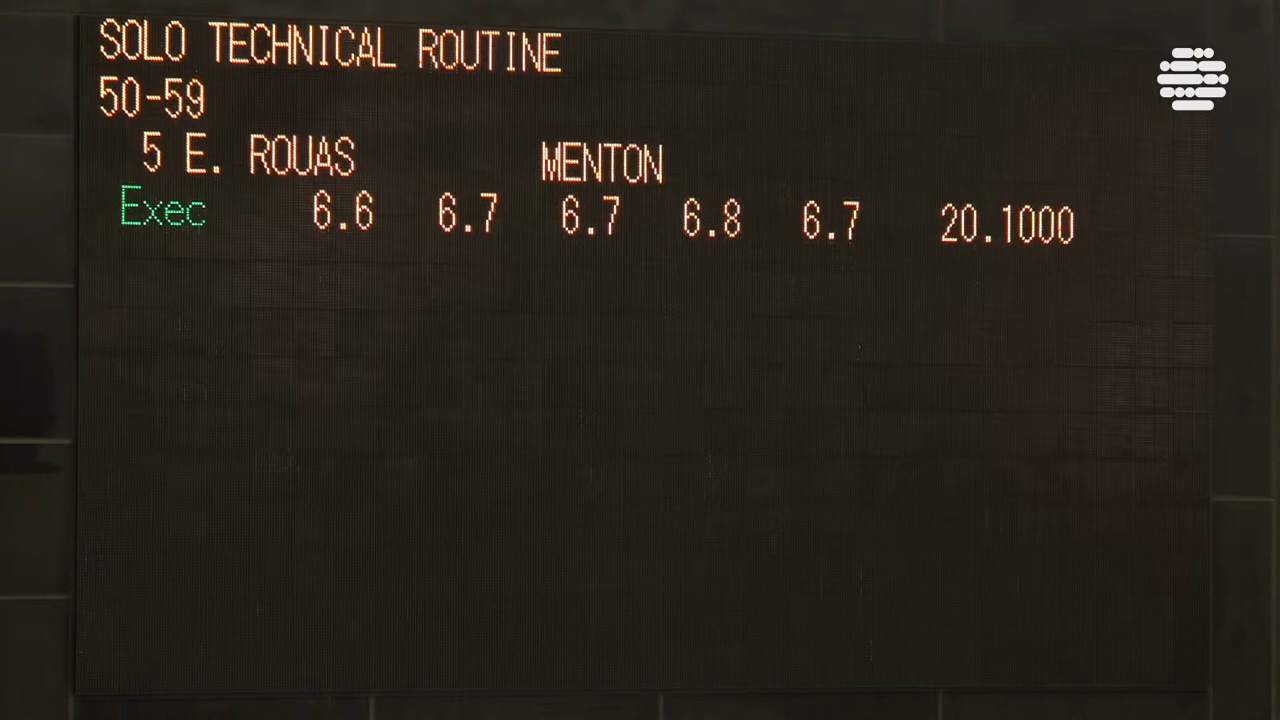 SOLO TECHNICAL ROUTINE
50-59
5 E. ROUAS MENTON
Exec 6.6 6.7 6.7 6.8 6.7 20.1000